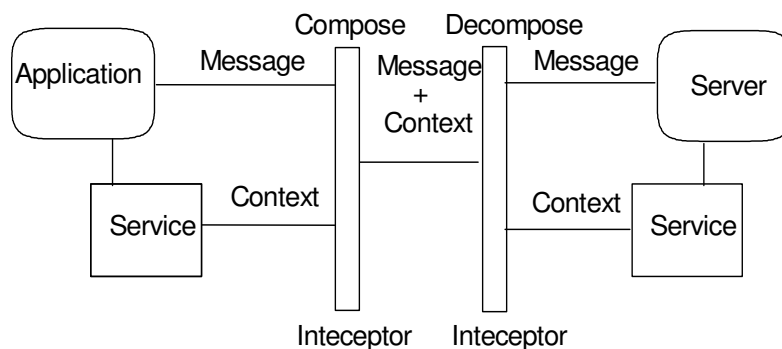 Compose
Decompose
Application
Message
Message
+
Context
Message
Server
Service
Context
Context
Service
Inteceptor
Inteceptor